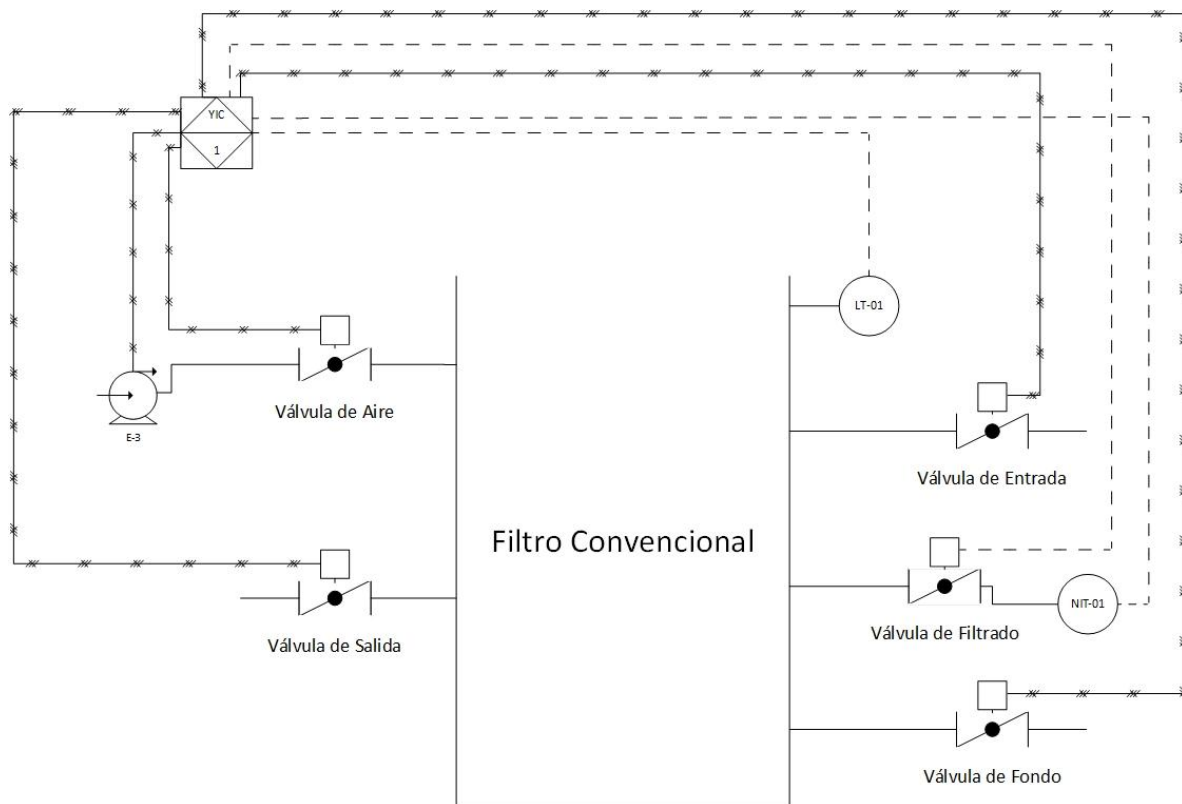 YIC
1
LT-01
Válvula de Aire
E-3
Válvula de Entrada
Filtro Convencional
NIT-01
Válvula de Filtrado
Válvula de Salida
Válvula de Fondo